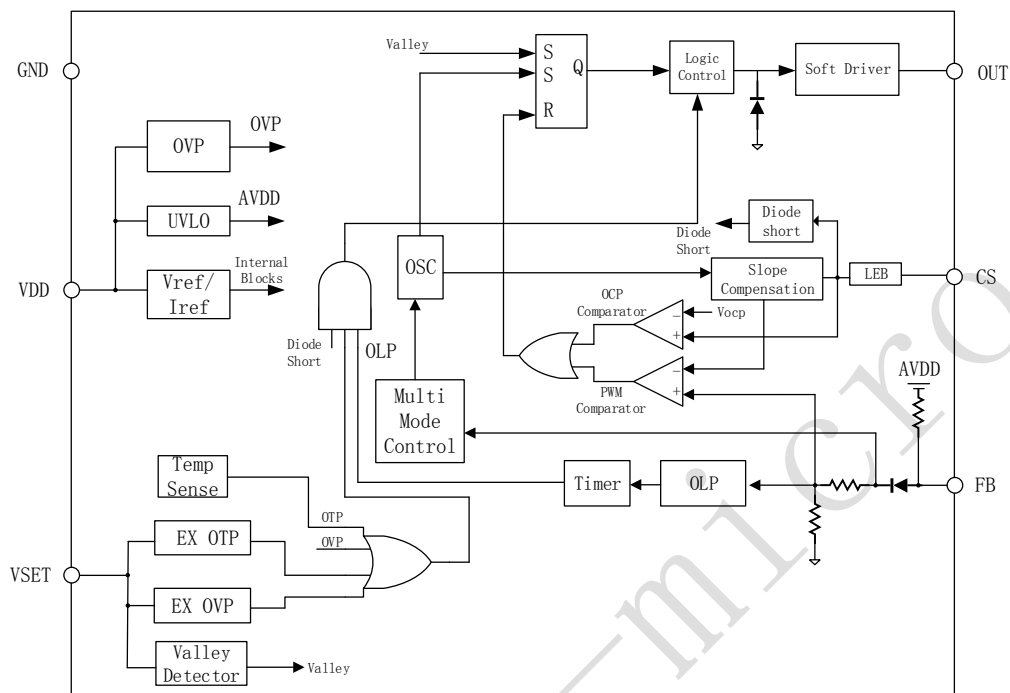 GND
VDD
VSET
OUT
CS
FB
OVP
OVP
UVLO
AVDD
Vref/
Iref
Internal
Blocks
Valley
S
S
R
Q
Logic
Control
Soft Driver
Diode
short
Diode
Short
OSC
Slope
Compensation
LEB
OCP
Comparator
-
+
Vocp
PWM
Comparator
-
+
AVDD
Diode
Short
OLP
Multi
Mode
Control
Timer
OLP
Temp
Sense
OTP
OVP
EX OTP
EX OVP
Valley
Detector
Valley
-micro